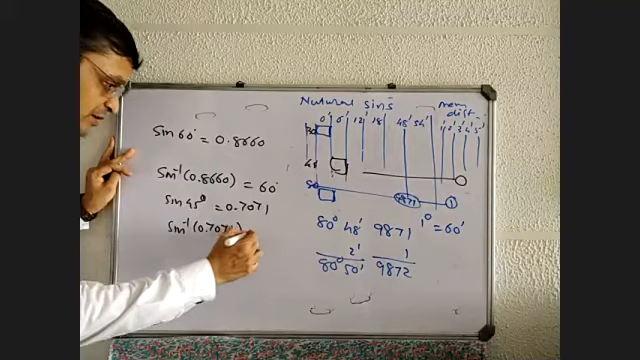 Sin 60° = 0.8660
Sin⁻¹(0.8660) = 60°
Sin 45° = 0.7071
Sin⁻¹(0.7071)
Natural sins
mean
0' 6' 12' 18' 48' 54'
1' 2' 3' 4' 5'
45
80
9871 1
80° 48' 9871 1° = 60'
2' 1
80° 50' 9872